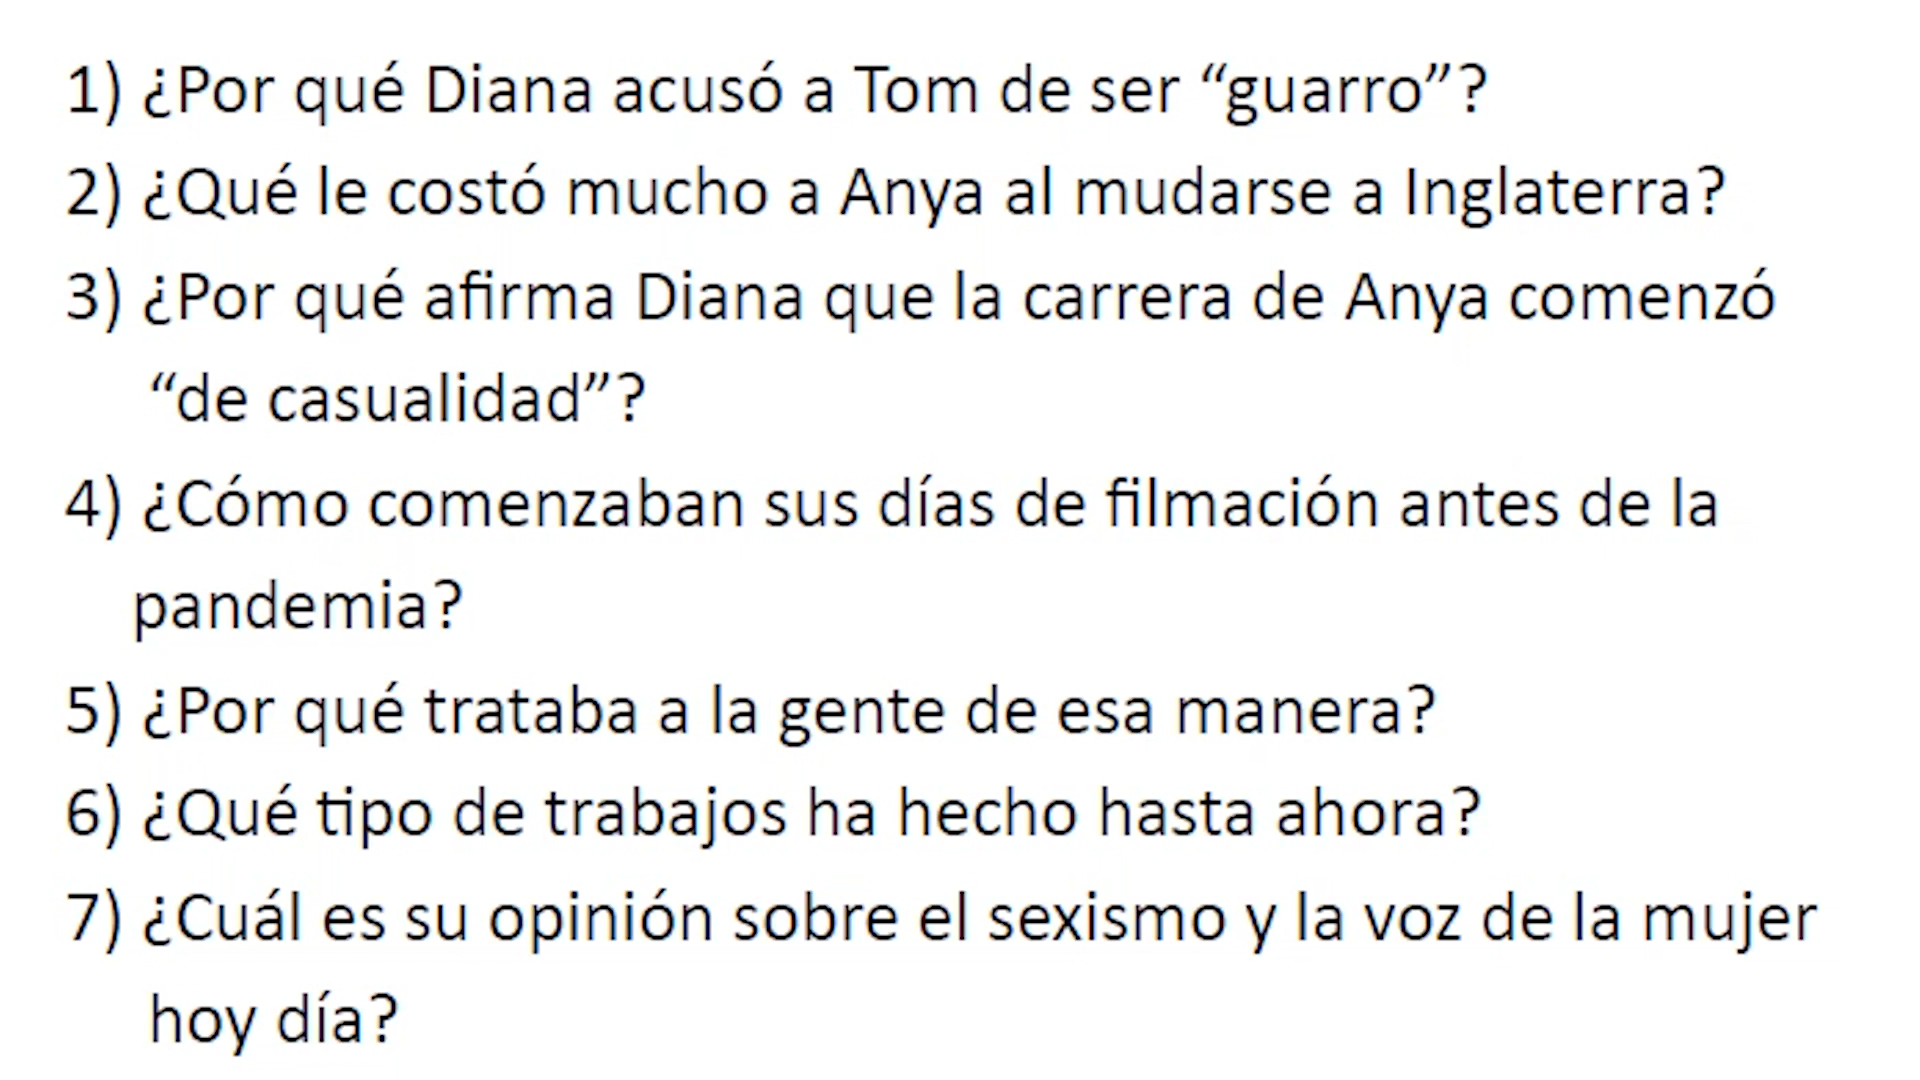 1) ¿Por qué Diana acusó a Tom de ser “guarro”?
2) ¿Qué le costó mucho a Anya al mudarse a Inglaterra?
3) ¿Por qué afirma Diana que la carrera de Anya comenzó
“de casualidad”?
4) ¿Cómo comenzaban sus días de filmación antes de la
pandemia?
5) ¿Por qué trataba a la gente de esa manera?
6) ¿Qué tipo de trabajos ha hecho hasta ahora?
7) ¿Cuál es su opinión sobre el sexismo y la voz de la mujer
hoy día?